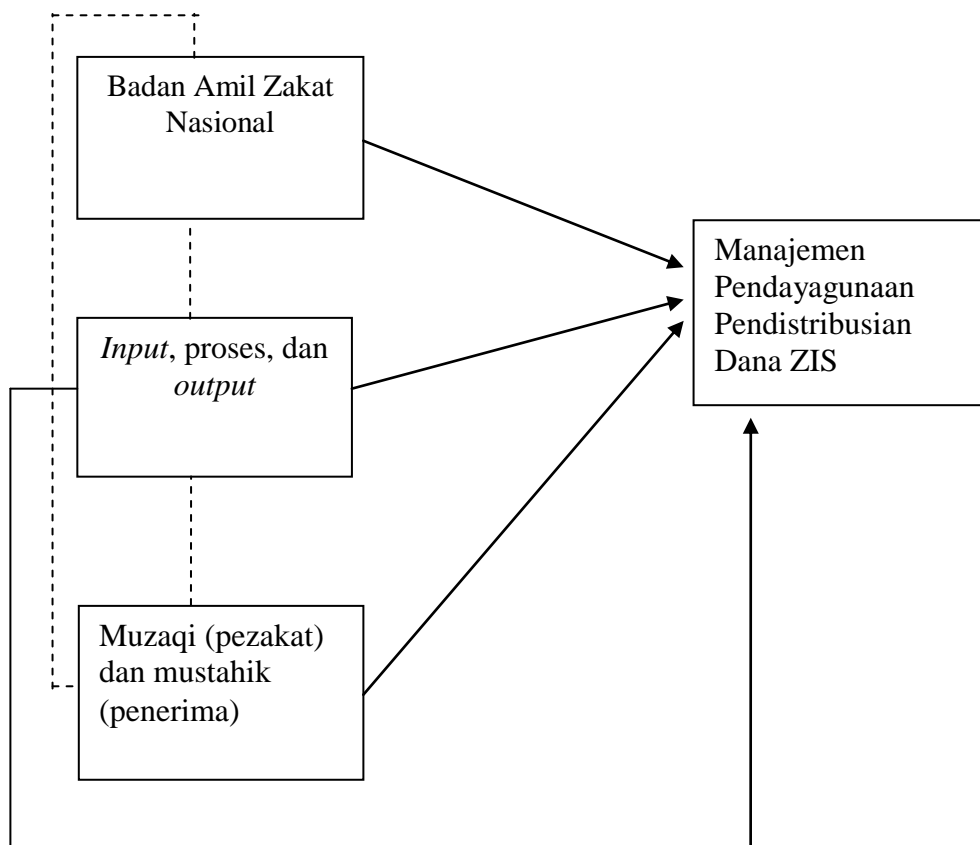 Badan Amil Zakat
Nasional
Manajemen
Pendayagunaan
Pendistribusian
Dana ZIS
Input, proses, dan
output
Muzaqi (pezakat)
dan mustahik
(penerima)